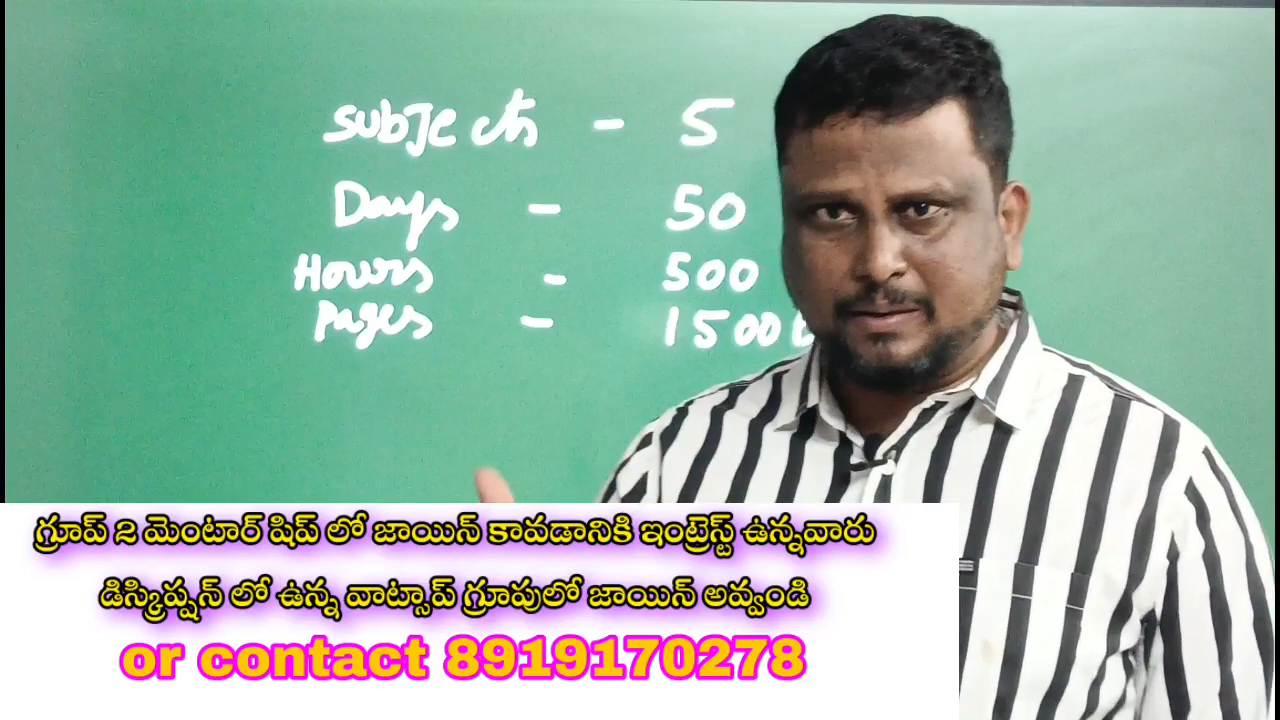 subjects - 5
Days - 50
Hours - 500
Pages - 1500
గ్రూప్ 2 మెంటార్ షిప్ లో జాయిన్ కావడానికి ఇంట్రెస్ట్ ఉన్నవారు
డిస్క్రిప్షన్ లో ఉన్న వాట్సాప్ గ్రూపులో జాయిన్ అవ్వండి
or contact 8919170278